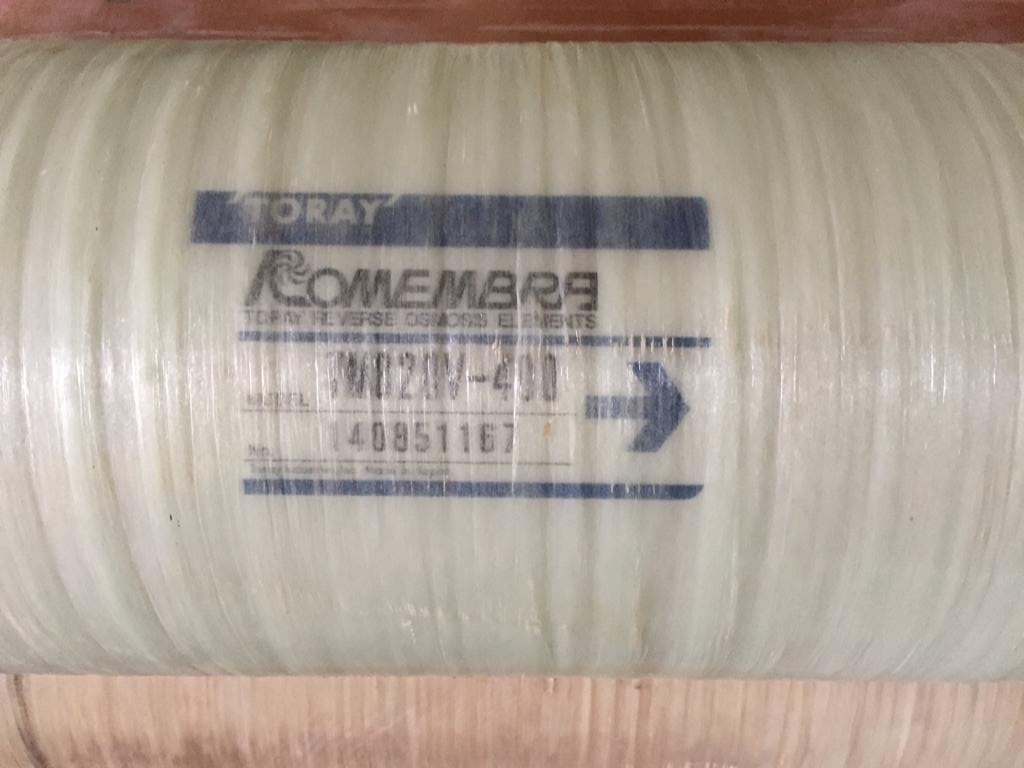 TORAY
ROMEMBRA
TORAY REVERSE OSMOSIS ELEMENTS
MODEL TM820V-400
No. 140851167